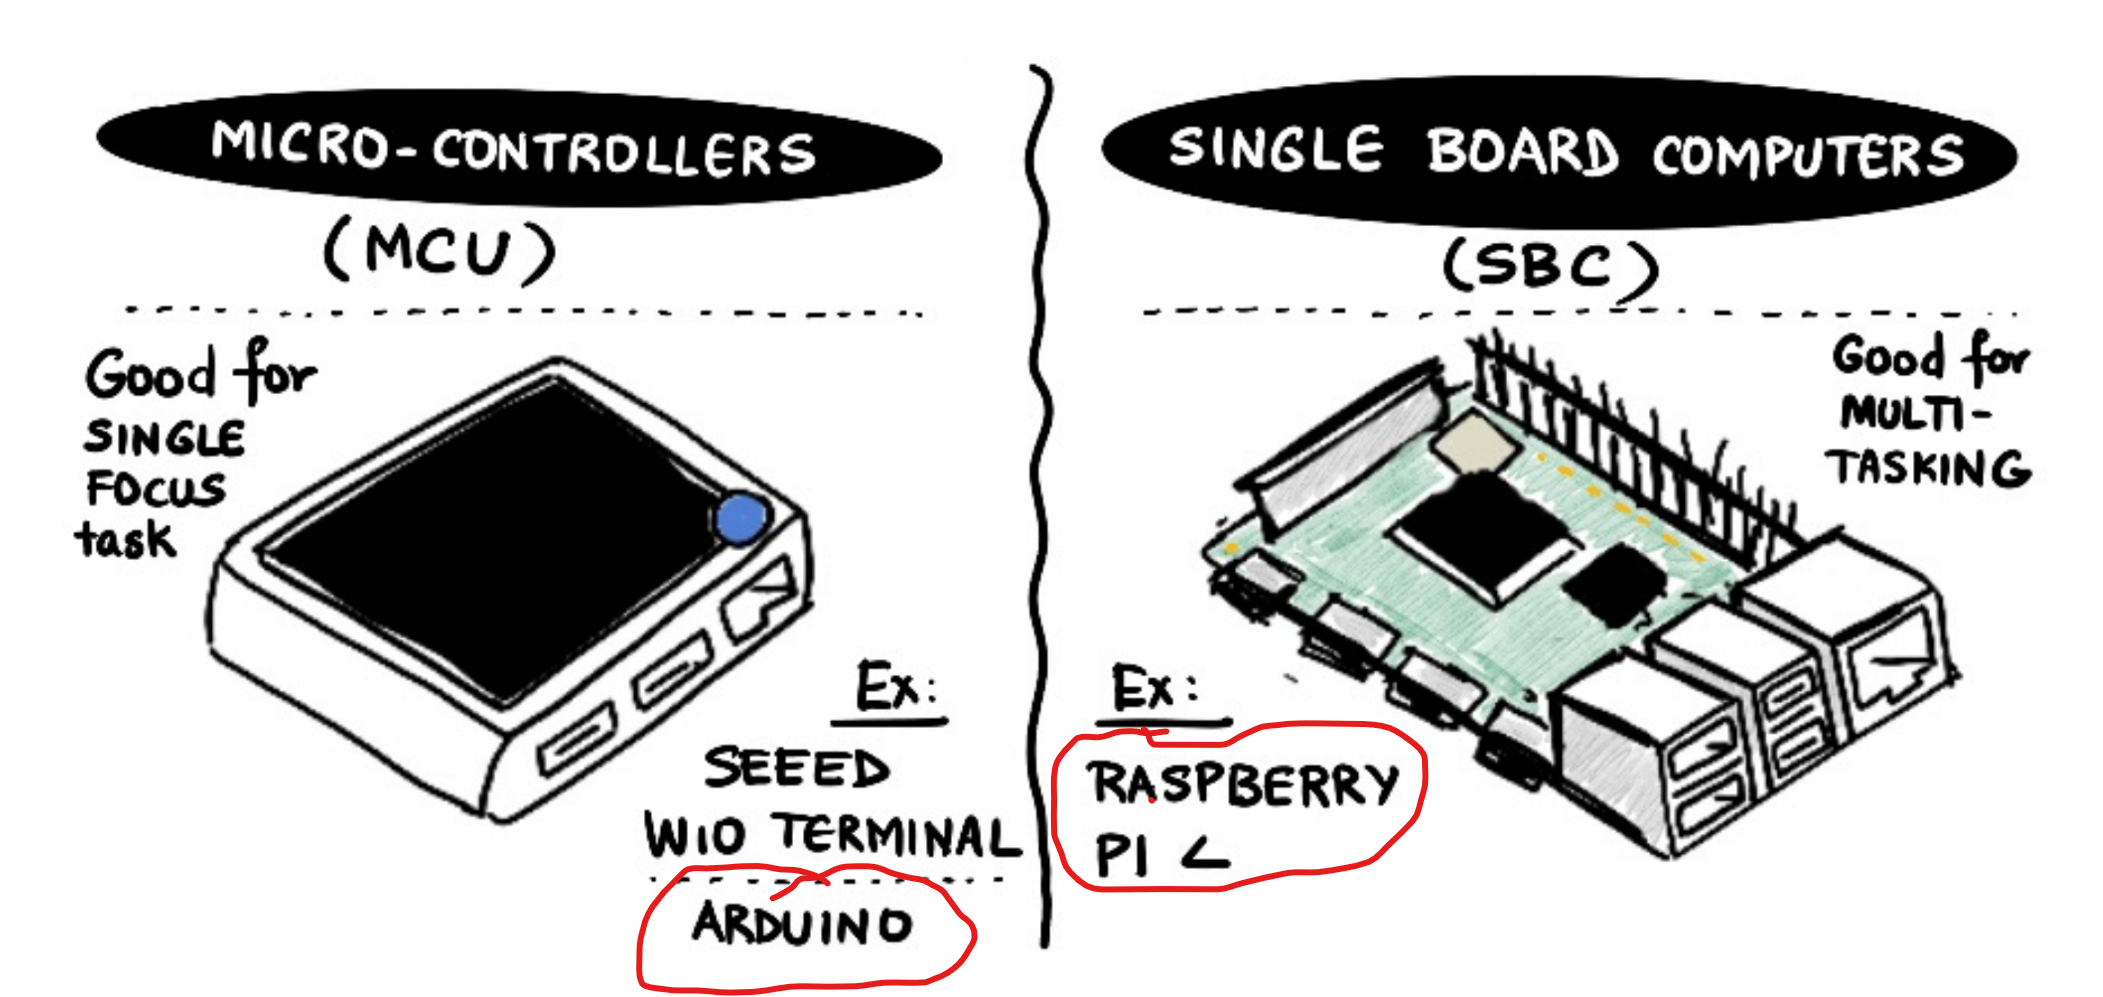 MICRO-CONTROLLERS
(MCU)
Good for
SINGLE
FOCUS
task
Ex:
SEEED
WIO TERMINAL
ARDUINO
SINGLE BOARD COMPUTERS
(SBC)
Good for
MULTI-
TASKING
Ex:
RASPBERRY
PI